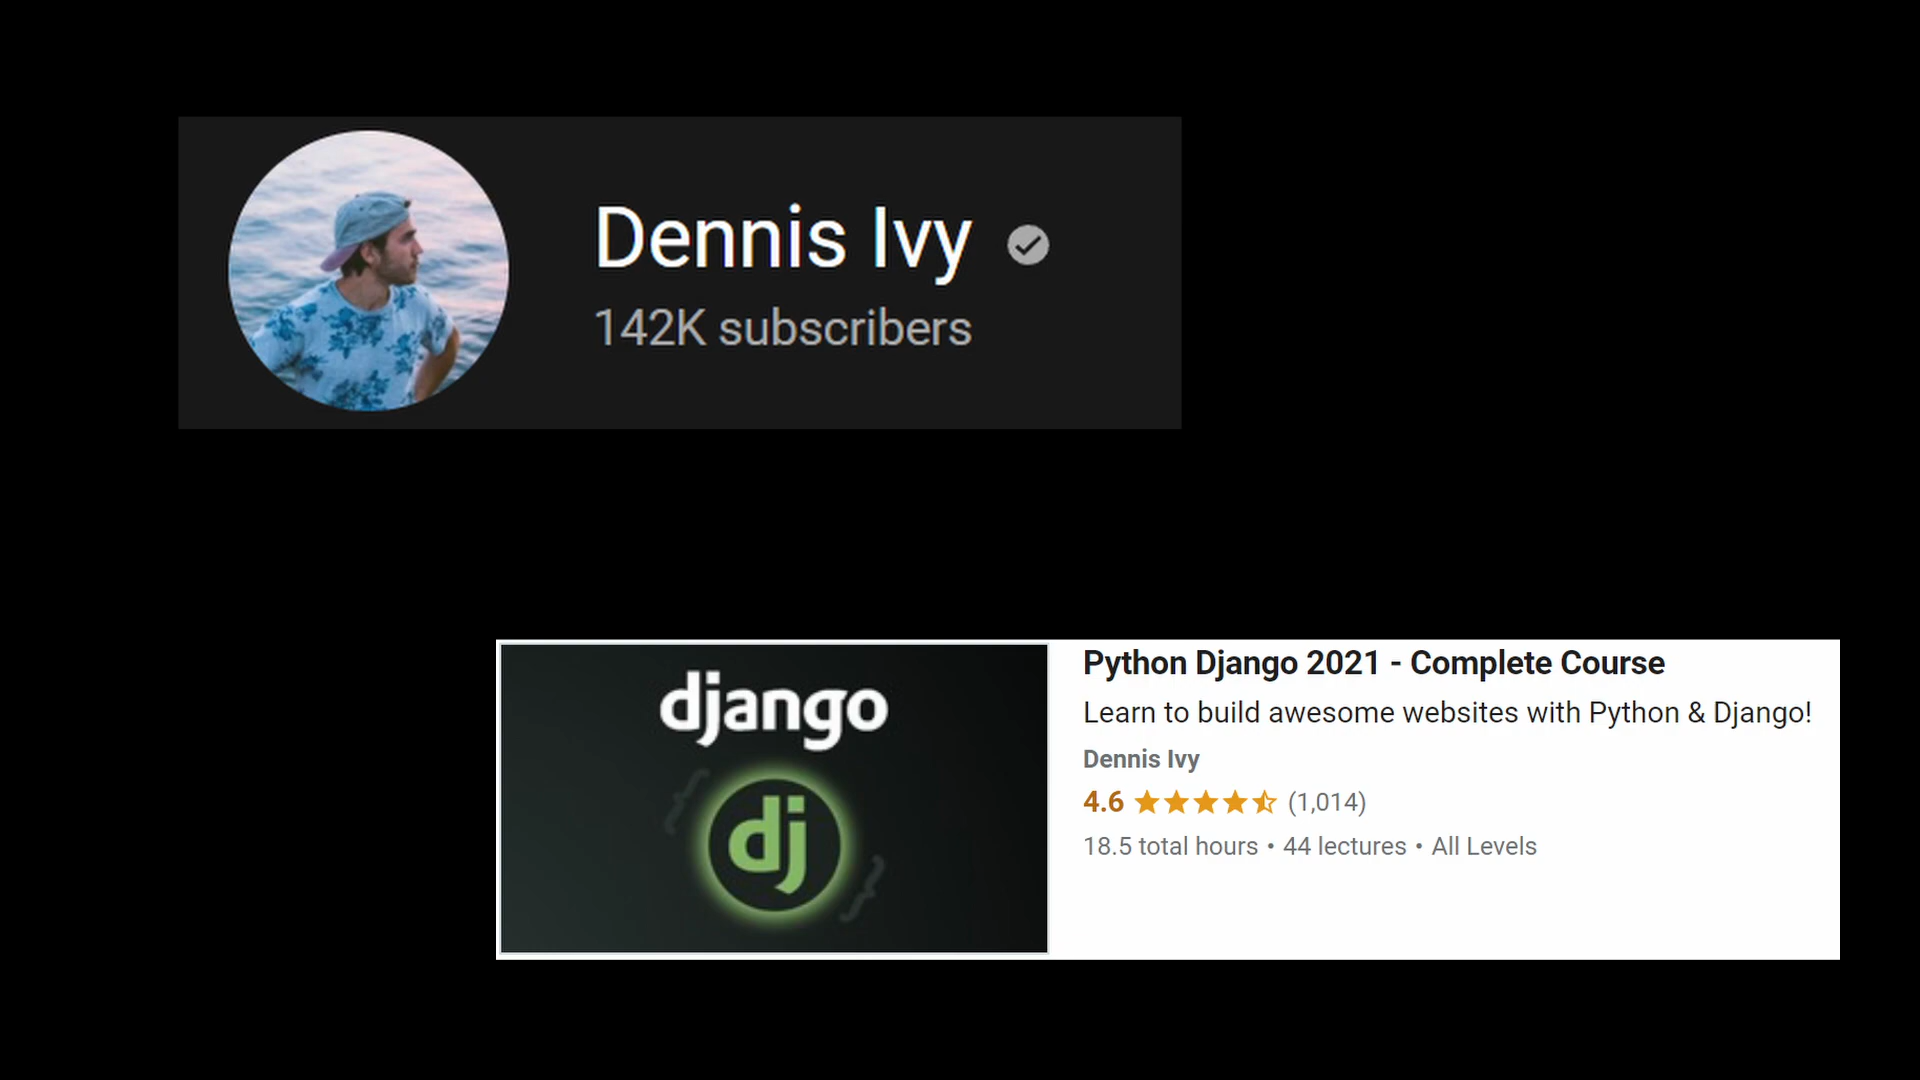 Dennis Ivy
142K subscribers
django
dj
Python Django 2021 - Complete Course
Learn to build awesome websites with Python & Django!
Dennis Ivy
4.6 (1,014)
18.5 total hours • 44 lectures • All Levels